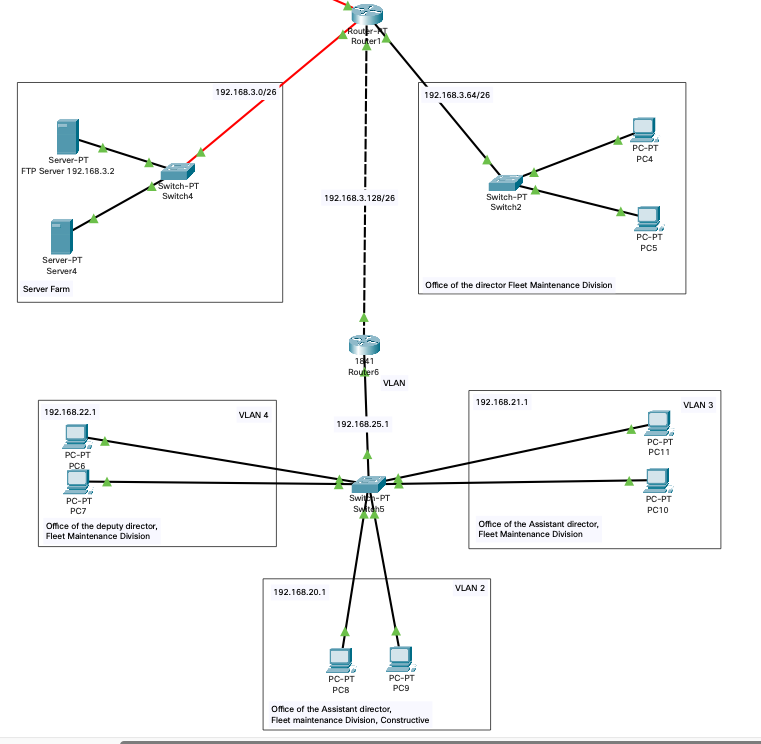 Router-PT
Router1
192.168.3.0/26
Server-PT
FTP Server 192.168.3.2
Switch-PT
Switch4
Server-PT
Server4
Server Farm
192.168.3.64/26
PC-PT
PC4
Switch-PT
Switch2
PC-PT
PC5
Office of the director Fleet Maintenance Division
192.168.3.128/26
1841
Router6
VLAN
192.168.25.1
192.168.22.1
VLAN 4
PC-PT
PC6
PC-PT
PC7
Office of the deputy director,
Fleet Maintenance Division
Switch-PT
Switch5
192.168.21.1
VLAN 3
PC-PT
PC11
PC-PT
PC10
Office of the Assistant director,
Fleet Maintenance Division
192.168.20.1
VLAN 2
PC-PT
PC8
PC-PT
PC9
Office of the Assistant director,
Fleet maintenance Division, Constructive